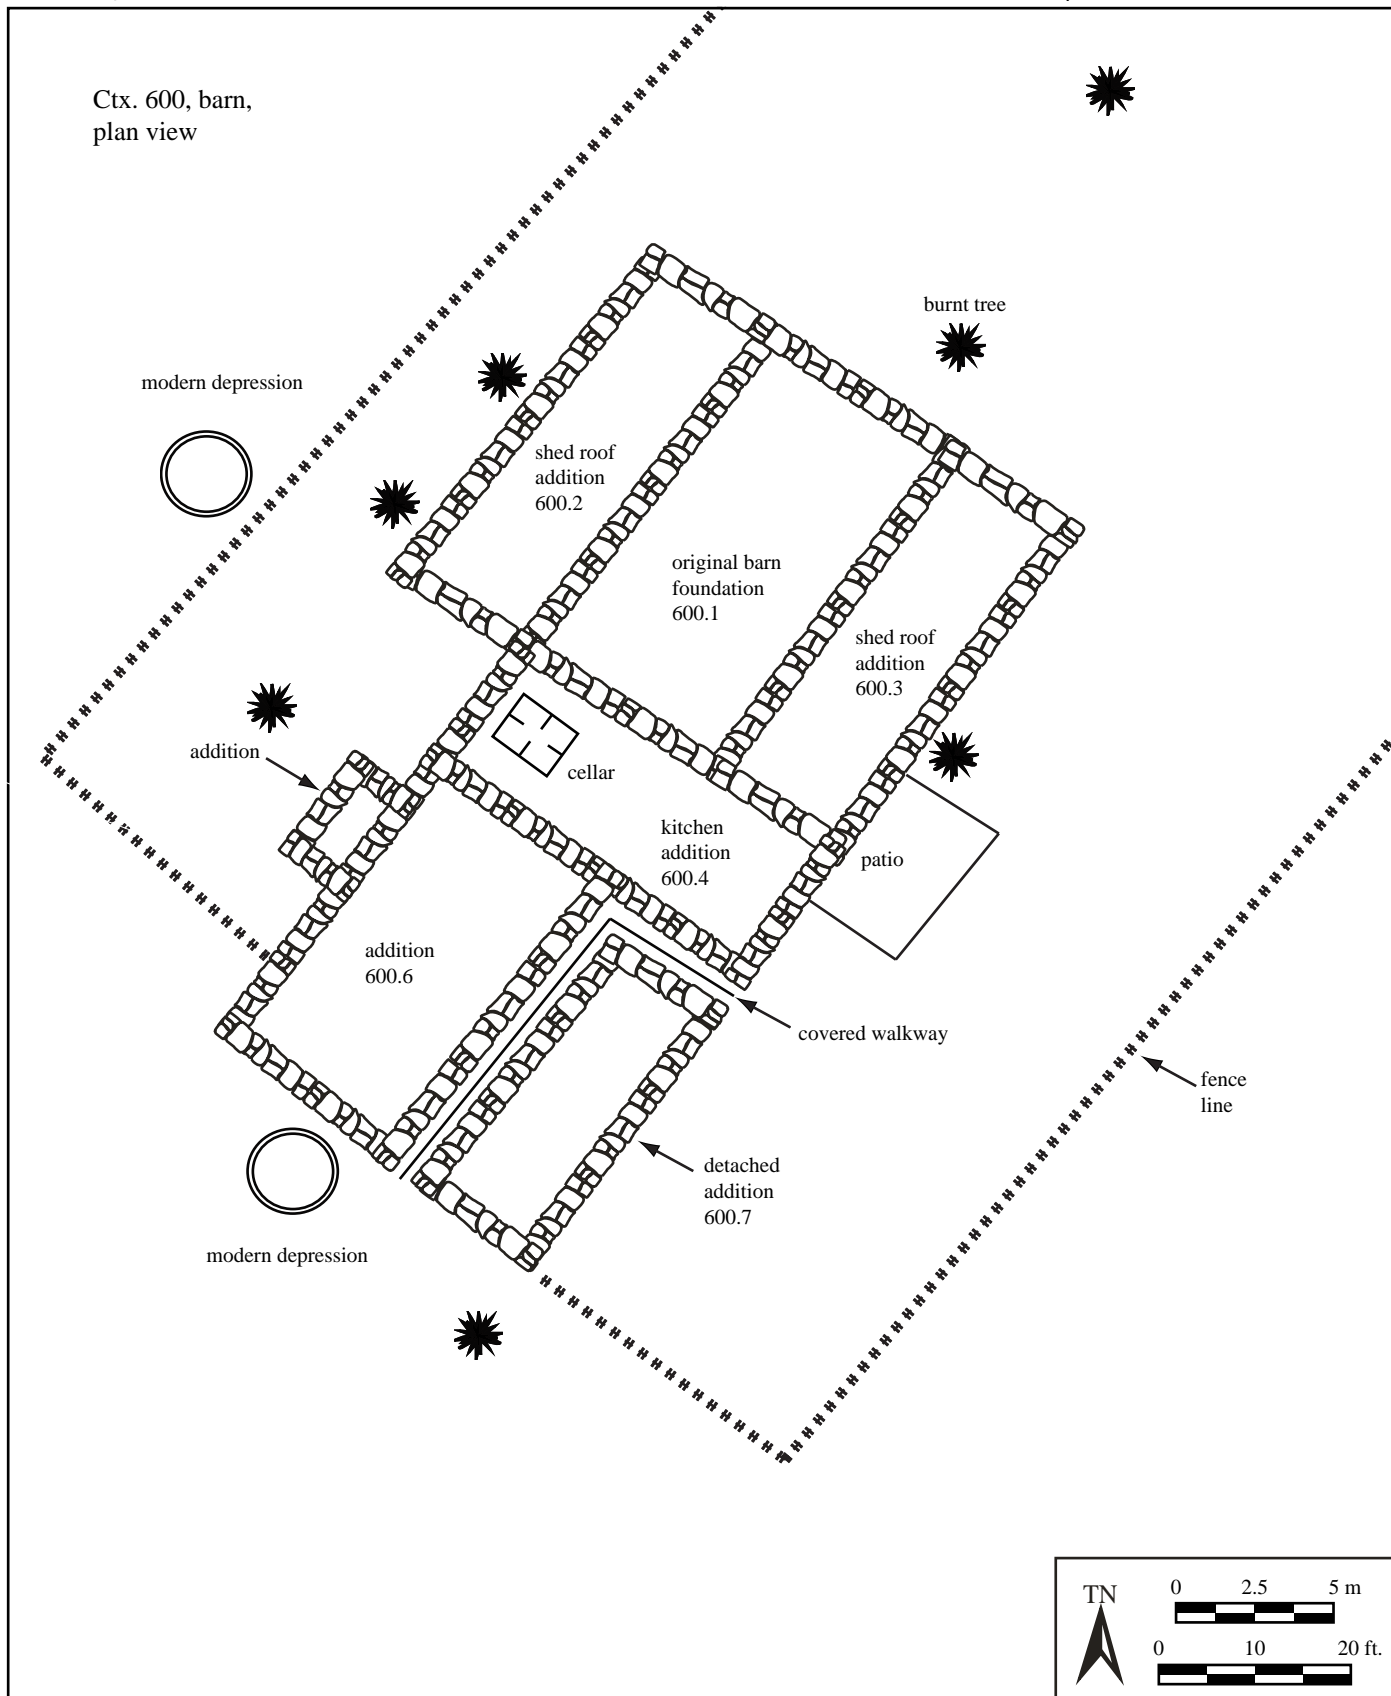 Ctx. 600, barn,
plan view
burnt tree
modern depression
shed roof
addition
600.2
original barn
foundation
600.1
shed roof
addition
600.3
addition
cellar
kitchen
addition
600.4
patio
addition
600.6
covered walkway
fence
line
detached
addition
600.7
modern depression
TN
0 2.5 5 m
0 10 20 ft.